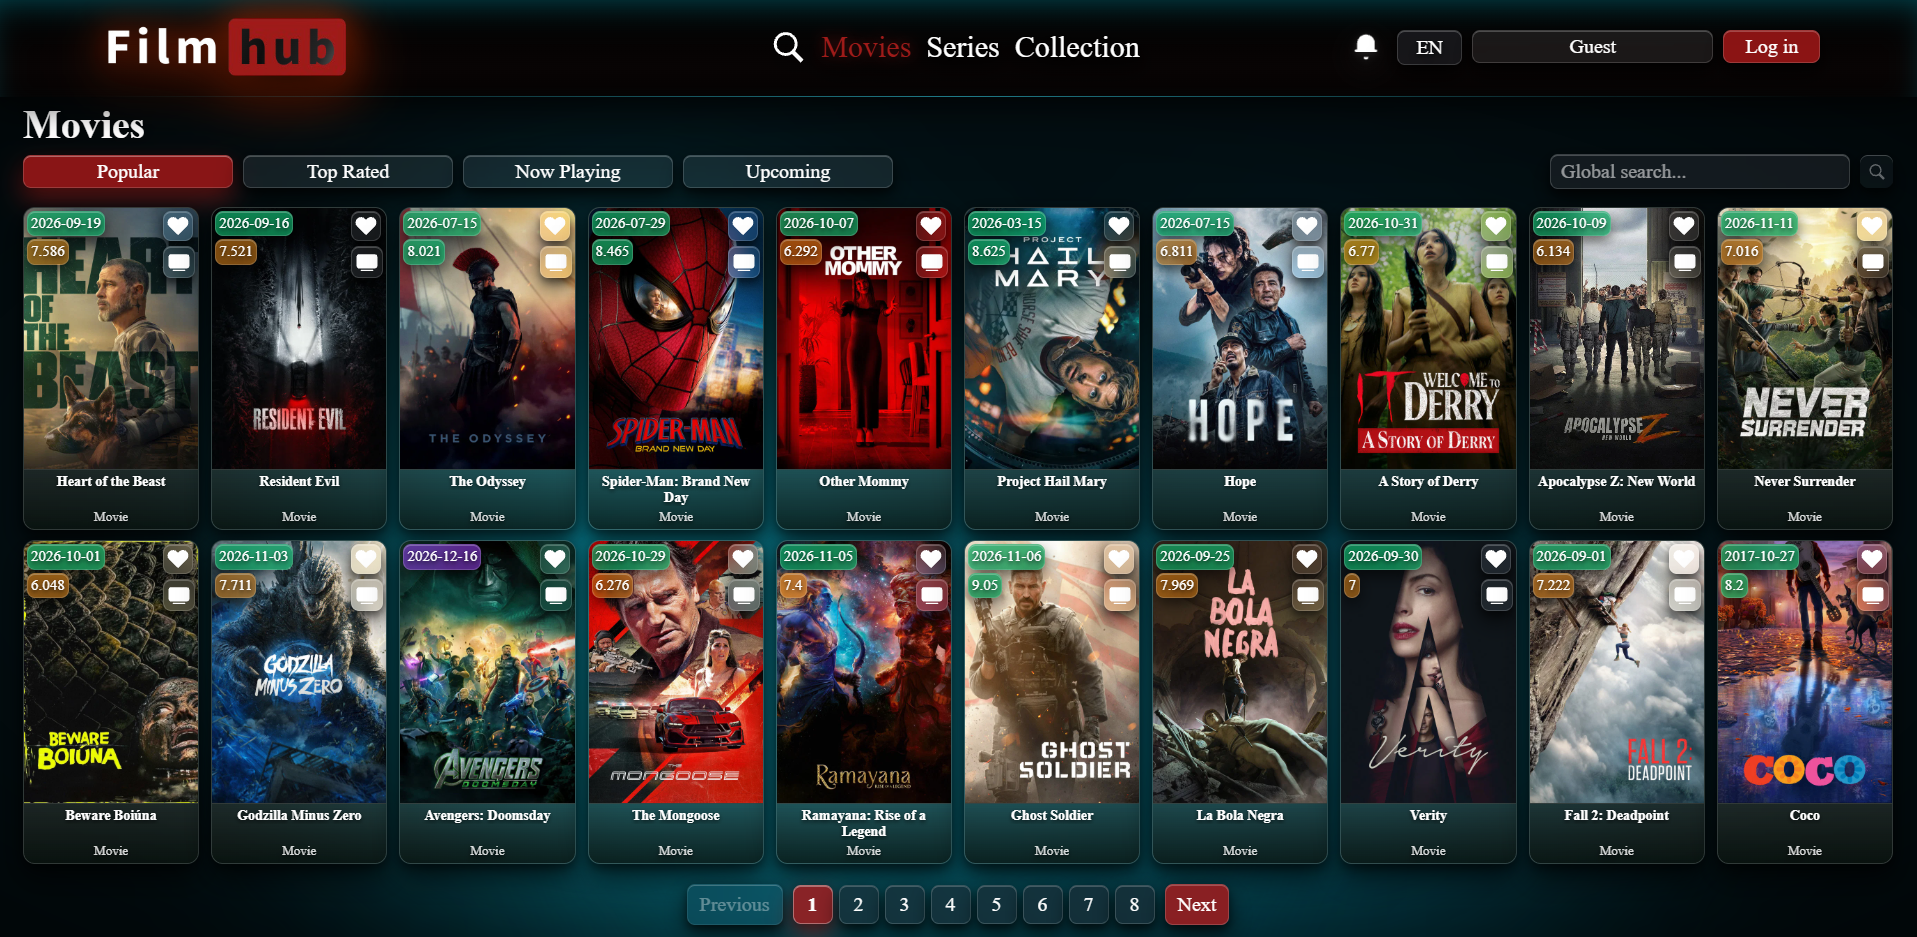 Film hub
Movies Series Collection
EN
Guest
Log in
Movies
Popular
Top Rated
Now Playing
Upcoming
Global search...
2026-09-19
7.586
HEART
OF
THE
BEAST
Heart of the Beast
Movie
2026-09-16
7.521
RESIDENT EVIL
Resident Evil
Movie
2026-07-15
8.021
THE ODYSSEY
The Odyssey
Movie
2026-07-29
8.465
SPIDER-MAN
BRAND NEW DAY
Spider-Man: Brand New
Day
Movie
2026-10-07
6.292
OTHER
MOMMY
Other Mommy
Movie
2026-03-15
8.625
PROJECT
HAIL
MARY
Project Hail Mary
Movie
2026-07-15
6.811
HOPE
Hope
Movie
2026-10-31
6.77
IT WELCOME TO
DERRY
A STORY OF DERRY
A Story of Derry
Movie
2026-10-09
6.134
APOCALYPSE Z
NEW WORLD
Apocalypse Z: New World
Movie
2026-11-11
7.016
NEVER
SURRENDER
Never Surrender
Movie
2026-10-01
6.048
BEWARE
BOIÚNA
Beware Boiúna
Movie
2026-11-03
7.711
GODZILLA
MINUS ZERO
Godzilla Minus Zero
Movie
2026-12-16
AVENGERS
DOOMSDAY
Avengers: Doomsday
Movie
2026-10-29
6.276
THE
MONGOOSE
The Mongoose
Movie
2026-11-05
7.4
Ramayana
RISE OF A LEGEND
Ramayana: Rise of a
Legend
Movie
2026-11-06
9.05
GHOST
SOLDIER
Ghost Soldier
Movie
2026-09-25
7.969
LA
BOLA
NEGRA
La Bola Negra
Movie
2026-09-30
7
Verity
Verity
Movie
2026-09-01
7.222
FALL 2
DEADPOINT
Fall 2: Deadpoint
Movie
2017-10-27
8.2
COCO
Coco
Movie
Previous
1
2
3
4
5
6
7
8
Next